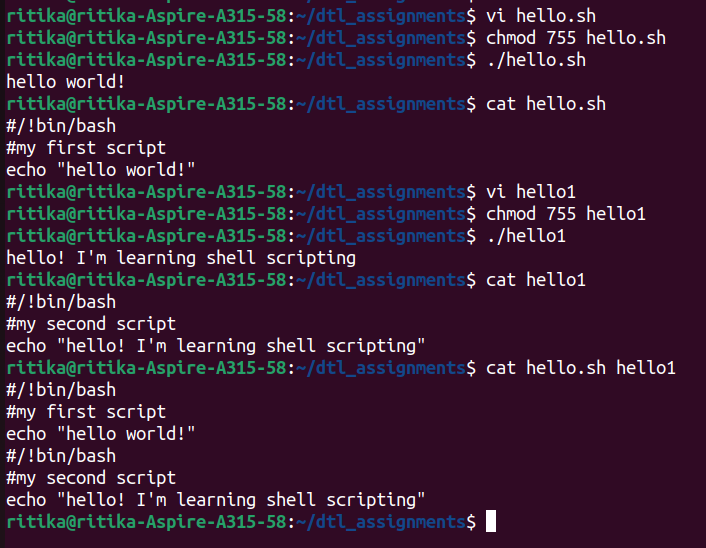 ritika@ritika-Aspire-A315-58:~/dtl_assignments$ vi hello.sh
ritika@ritika-Aspire-A315-58:~/dtl_assignments$ chmod 755 hello.sh
ritika@ritika-Aspire-A315-58:~/dtl_assignments$ ./hello.sh
hello world!
ritika@ritika-Aspire-A315-58:~/dtl_assignments$ cat hello.sh
#/!bin/bash
#my first script
echo "hello world!"
ritika@ritika-Aspire-A315-58:~/dtl_assignments$ vi hello1
ritika@ritika-Aspire-A315-58:~/dtl_assignments$ chmod 755 hello1
ritika@ritika-Aspire-A315-58:~/dtl_assignments$ ./hello1
hello! I'm learning shell scripting
ritika@ritika-Aspire-A315-58:~/dtl_assignments$ cat hello1
#/!bin/bash
#my second script
echo "hello! I'm learning shell scripting"
ritika@ritika-Aspire-A315-58:~/dtl_assignments$ cat hello.sh hello1
#/!bin/bash
#my first script
echo "hello world!"
#/!bin/bash
#my second script
echo "hello! I'm learning shell scripting"
ritika@ritika-Aspire-A315-58:~/dtl_assignments$